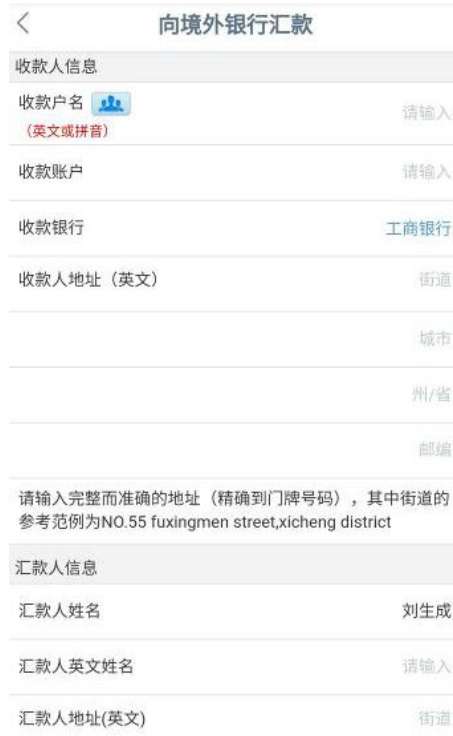 向境外银行汇款
收款人信息
收款户名
(英文或拼音)
请输入
收款账户 请输入
收款银行 工商银行
收款人地址（英文） 街道
城市
州/省
邮编
请输入完整而准确的地址（精确到门牌号码），其中街道的
参考范例为NO.55 fuxingmen street,xicheng district
汇款人信息
汇款人姓名 刘生成
汇款人英文姓名 请输入
汇款人地址(英文) 街道